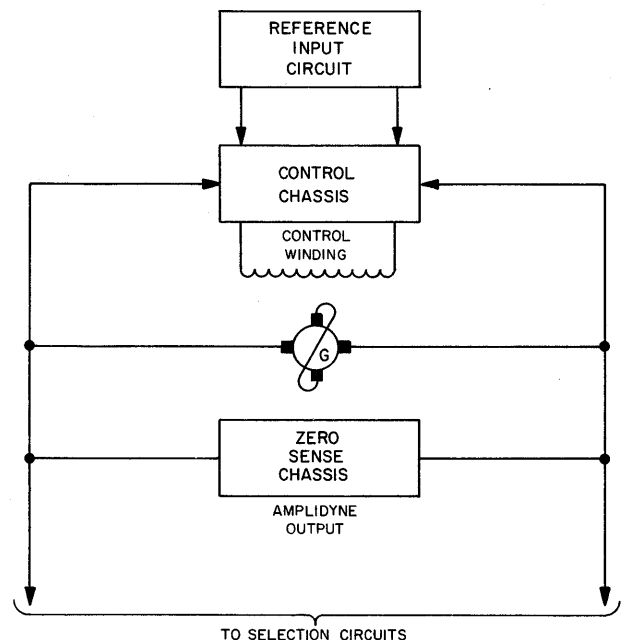 REFERENCE
INPUT
CIRCUIT
CONTROL
CHASSIS
CONTROL
WINDING
G
ZERO
SENSE
CHASSIS
AMPLIDYNE
OUTPUT
TO SELECTION CIRCUITS